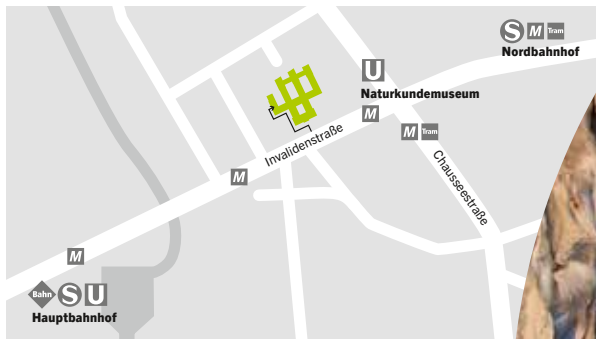 S M Tram
Nordbahnhof
U
Naturkundemuseum
M
M Tram
Invalidenstraße
Chausseestraße
M
M
Bahn S U
Hauptbahnhof